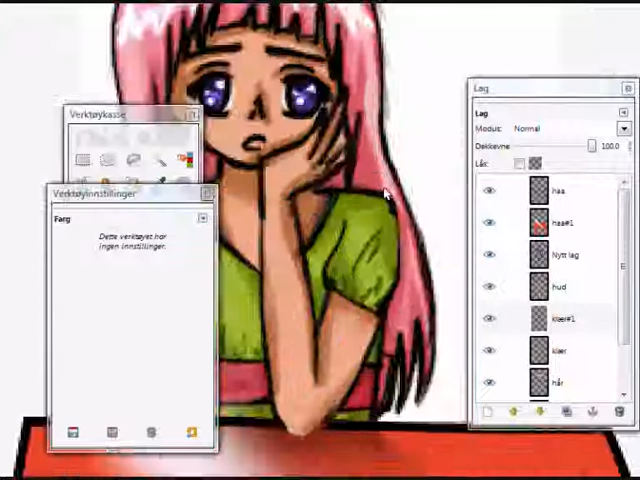 Verktøykasse
Verktøyinnstillinger
Farg
Dette verktøyet har
ingen innstillinger.
Lag
Lag
Modus: Normal
Dekkevne: 100.0
Lås:
haa
haa#1
Nytt lag
hud
klær#1
klær
hår